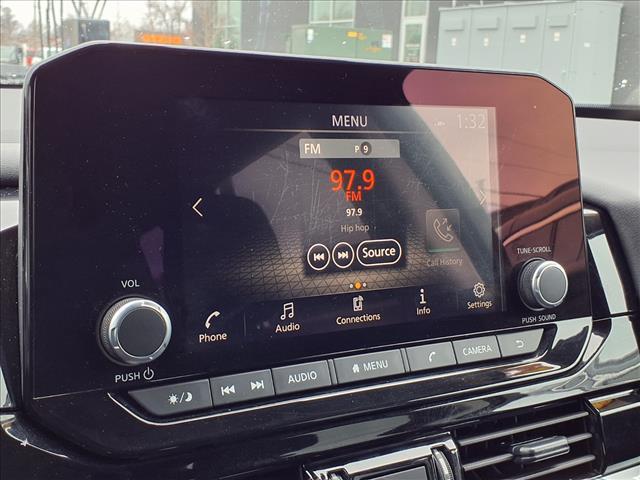 MENU
1:32
FM P 9
97.9
FM
97.9
Hip hop
Source
Call History
Phone
Audio
Connections
Info
Settings
VOL
PUSH
TUNE-SCROLL
PUSH SOUND
AUDIO
MENU
CAMERA